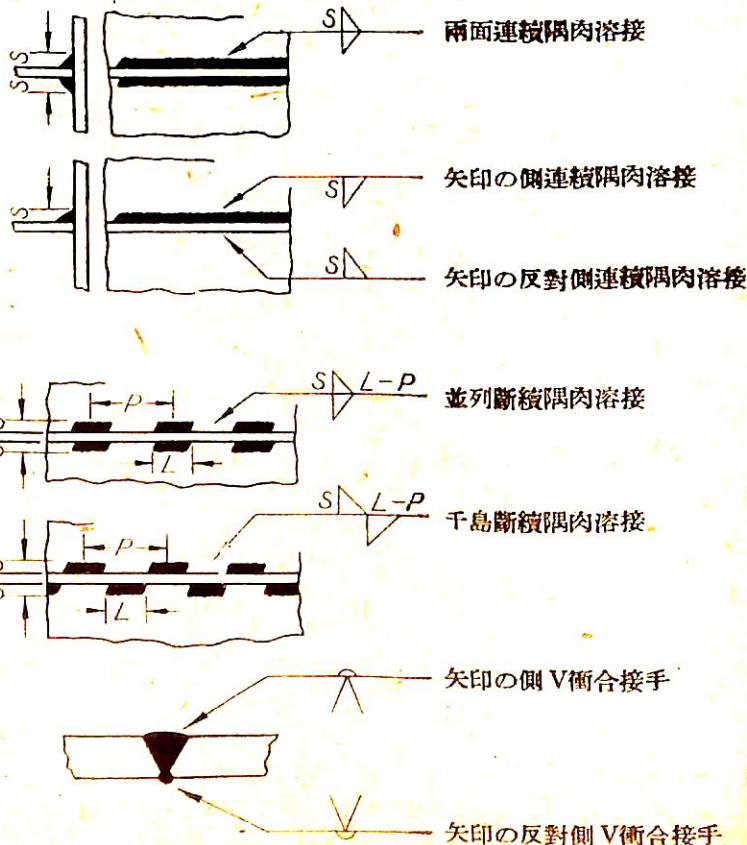 S
S
S
兩面連續隅肉溶接
S
S
矢印の側連續隅肉溶接
S
矢印の反對側連續隅肉溶接
P
L
S L-P
並列斷續隅肉溶接
P
L
S L-P
千鳥斷續隅肉溶接
矢印の側V衝合接手
矢印の反對側V衝合接手